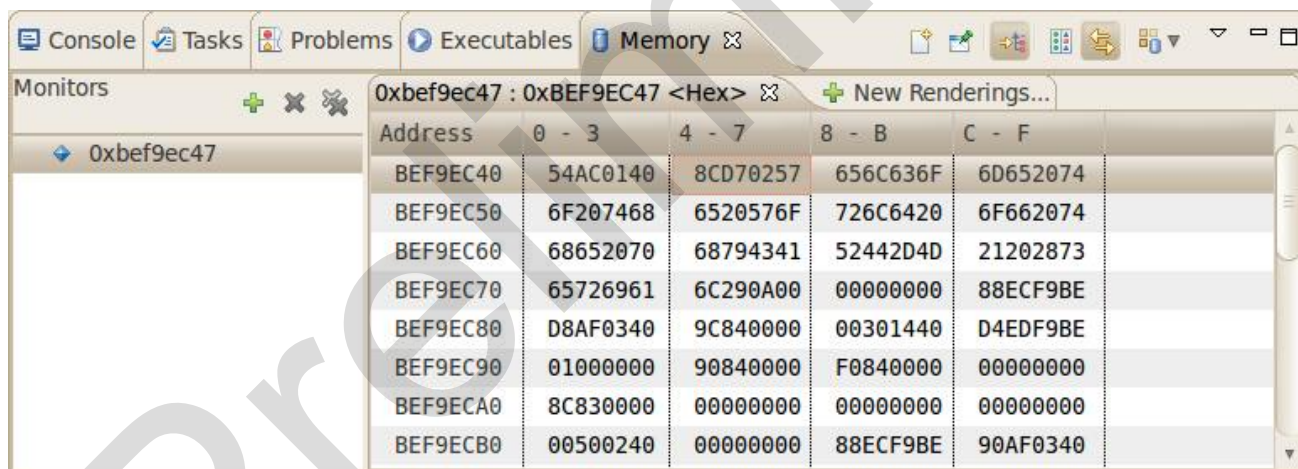 Console Tasks Problems Executables Memory
Monitors
0xbef9ec47 : 0xBEF9EC47 <Hex> New Renderings...
0xbef9ec47
Address 0 - 3 4 - 7 8 - B C - F
BEF9EC40 54AC0140 8CD70257 656C636F 6D652074
BEF9EC50 6F207468 6520576F 726C6420 6F662074
BEF9EC60 68652070 68794341 52442D4D 21202873
BEF9EC70 65726961 6C290A00 00000000 88ECF9BE
BEF9EC80 D8AF0340 9C840000 00301440 D4EDF9BE
BEF9EC90 01000000 90840000 F0840000 00000000
BEF9ECA0 8C830000 00000000 00000000 00000000
BEF9ECB0 00500240 00000000 88ECF9BE 90AF0340
Prelim